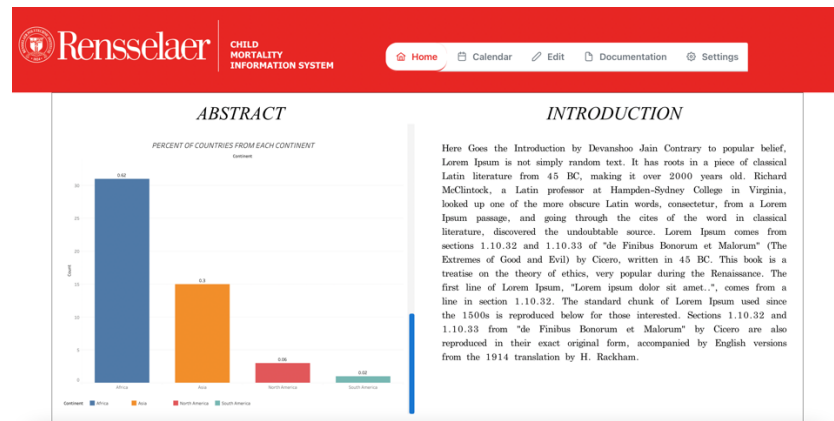 Rensselaer
CHILD
MORTALITY
INFORMATION SYSTEM
Home
Calendar
Edit
Documentation
Settings
ABSTRACT
PERCENT OF COUNTRIES FROM EACH CONTINENT
Continent
0.62
0.3
0.06
0.02
Count
30
25
20
15
10
5
0
Africa
Asia
North America
South America
Continent
Africa
Asia
North America
South America
INTRODUCTION
Here Goes the Introduction by Devanshoo Jain Contrary to popular belief,
Lorem Ipsum is not simply random text. It has roots in a piece of classical
Latin literature from 45 BC, making it over 2000 years old. Richard
McClintock, a Latin professor at Hampden-Sydney College in Virginia,
looked up one of the more obscure Latin words, consectetur, from a Lorem
Ipsum passage, and going through the cites of the word in classical
literature, discovered the undoubtable source. Lorem Ipsum comes from
sections 1.10.32 and 1.10.33 of "de Finibus Bonorum et Malorum" (The
Extremes of Good and Evil) by Cicero, written in 45 BC. This book is a
treatise on the theory of ethics, very popular during the Renaissance. The
first line of Lorem Ipsum, "Lorem ipsum dolor sit amet..", comes from a
line in section 1.10.32. The standard chunk of Lorem Ipsum used since
the 1500s is reproduced below for those interested. Sections 1.10.32 and
1.10.33 from "de Finibus Bonorum et Malorum" by Cicero are also
reproduced in their exact original form, accompanied by English versions
from the 1914 translation by H. Rackham.